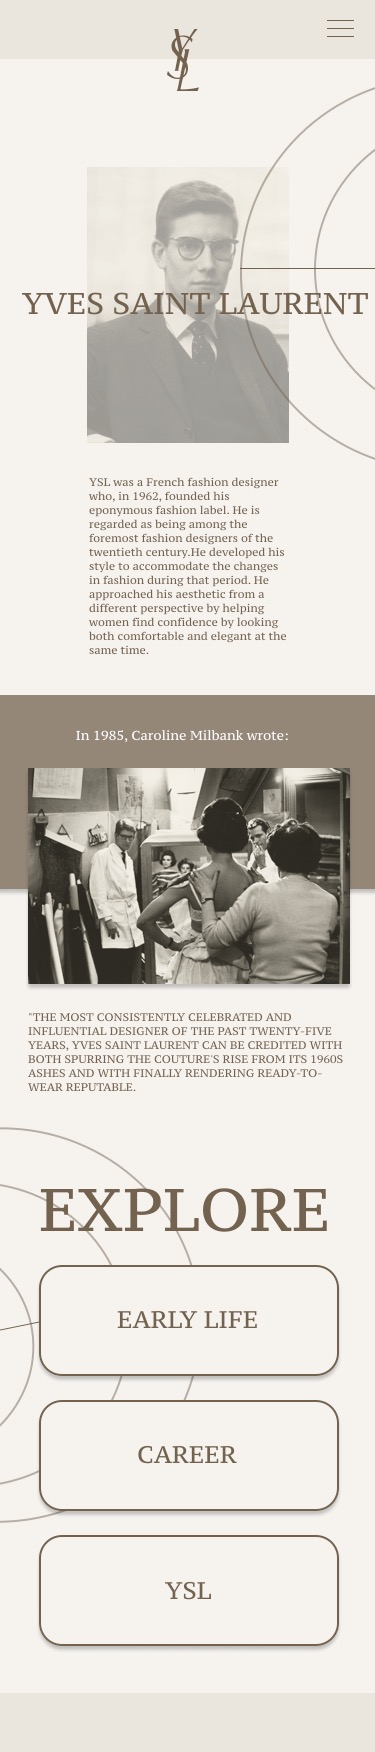 YSL
YVES SAINT LAURENT
YSL was a French fashion designer
who, in 1962, founded his
eponymous fashion label. He is
regarded as being among the
foremost fashion designers of the
twentieth century.He developed his
style to accommodate the changes
in fashion during that period. He
approached his aesthetic from a
different perspective by helping
women find confidence by looking
both comfortable and elegant at the
same time.
In 1985, Caroline Milbank wrote:
"THE MOST CONSISTENTLY CELEBRATED AND
INFLUENTIAL DESIGNER OF THE PAST TWENTY-FIVE
YEARS, YVES SAINT LAURENT CAN BE CREDITED WITH
BOTH SPURRING THE COUTURE'S RISE FROM ITS 1960S
ASHES AND WITH FINALLY RENDERING READY-TO-
WEAR REPUTABLE.
EXPLORE
EARLY LIFE
CAREER
YSL